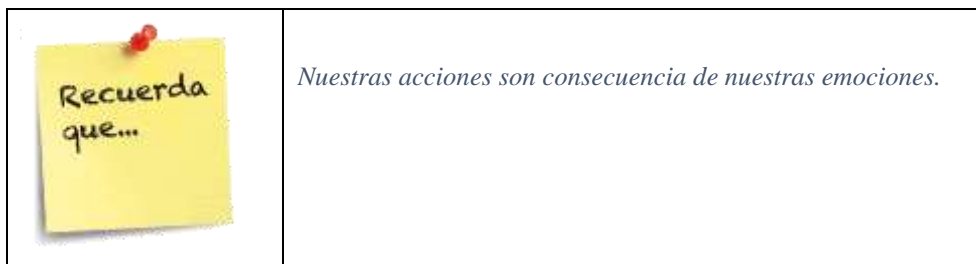 Recuerda
que...
Nuestras acciones son consecuencia de nuestras emociones.